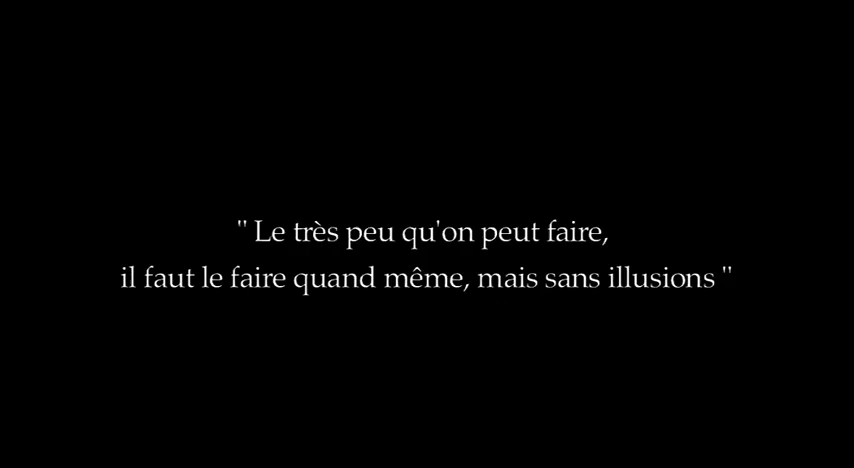 " Le très peu qu'on peut faire,
il faut le faire quand même, mais sans illusions "